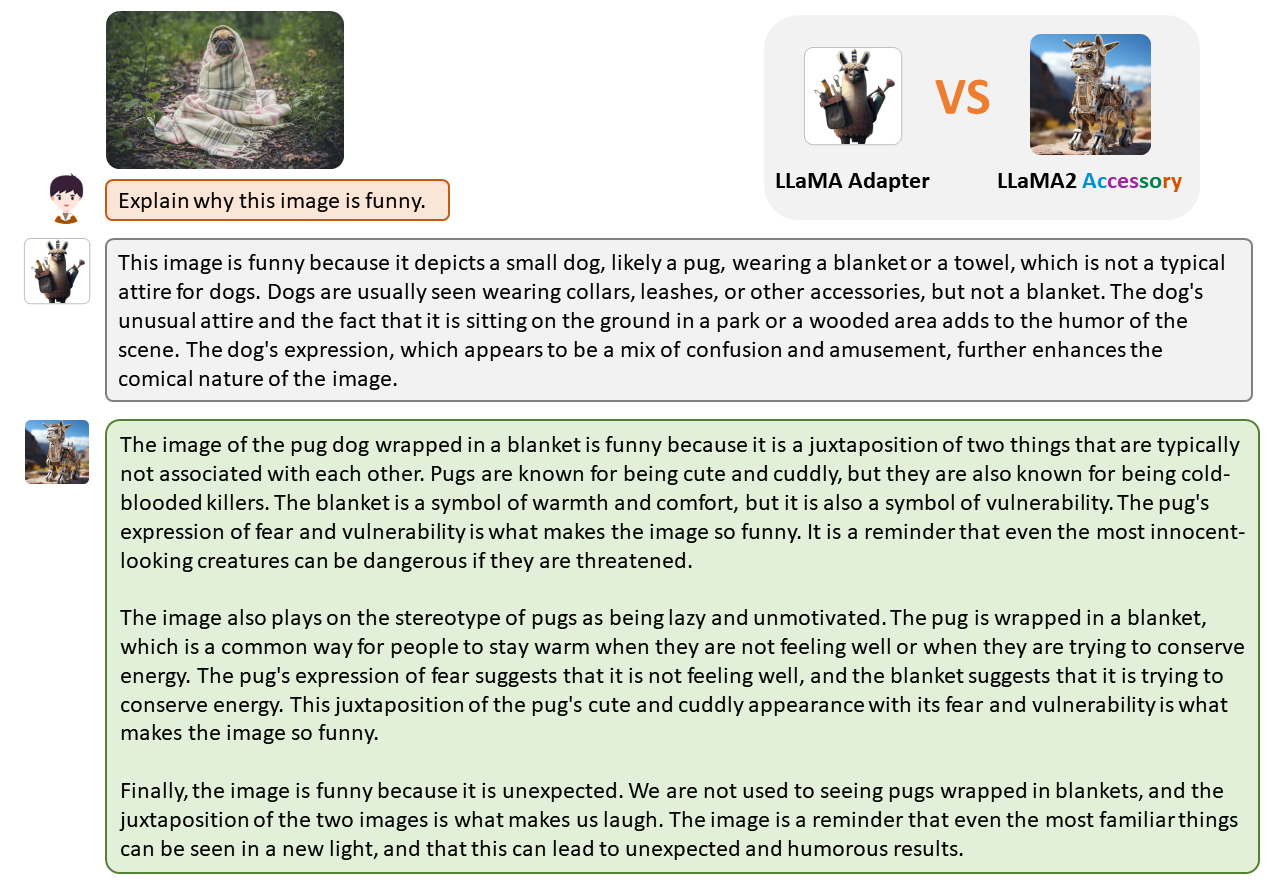 VS
LLaMA Adapter
LLaMA2 Accessory
Explain why this image is funny.
This image is funny because it depicts a small dog, likely a pug, wearing a blanket or a towel, which is not a typical
attire for dogs. Dogs are usually seen wearing collars, leashes, or other accessories, but not a blanket. The dog's
unusual attire and the fact that it is sitting on the ground in a park or a wooded area adds to the humor of the
scene. The dog's expression, which appears to be a mix of confusion and amusement, further enhances the
comical nature of the image.
The image of the pug dog wrapped in a blanket is funny because it is a juxtaposition of two things that are typically
not associated with each other. Pugs are known for being cute and cuddly, but they are also known for being cold-
blooded killers. The blanket is a symbol of warmth and comfort, but it is also a symbol of vulnerability. The pug's
expression of fear and vulnerability is what makes the image so funny. It is a reminder that even the most innocent-
looking creatures can be dangerous if they are threatened.
The image also plays on the stereotype of pugs as being lazy and unmotivated. The pug is wrapped in a blanket,
which is a common way for people to stay warm when they are not feeling well or when they are trying to conserve
energy. The pug's expression of fear suggests that it is not feeling well, and the blanket suggests that it is trying to
conserve energy. This juxtaposition of the pug's cute and cuddly appearance with its fear and vulnerability is what
makes the image so funny.
Finally, the image is funny because it is unexpected. We are not used to seeing pugs wrapped in blankets, and the
juxtaposition of the two images is what makes us laugh. The image is a reminder that even the most familiar things
can be seen in a new light, and that this can lead to unexpected and humorous results.